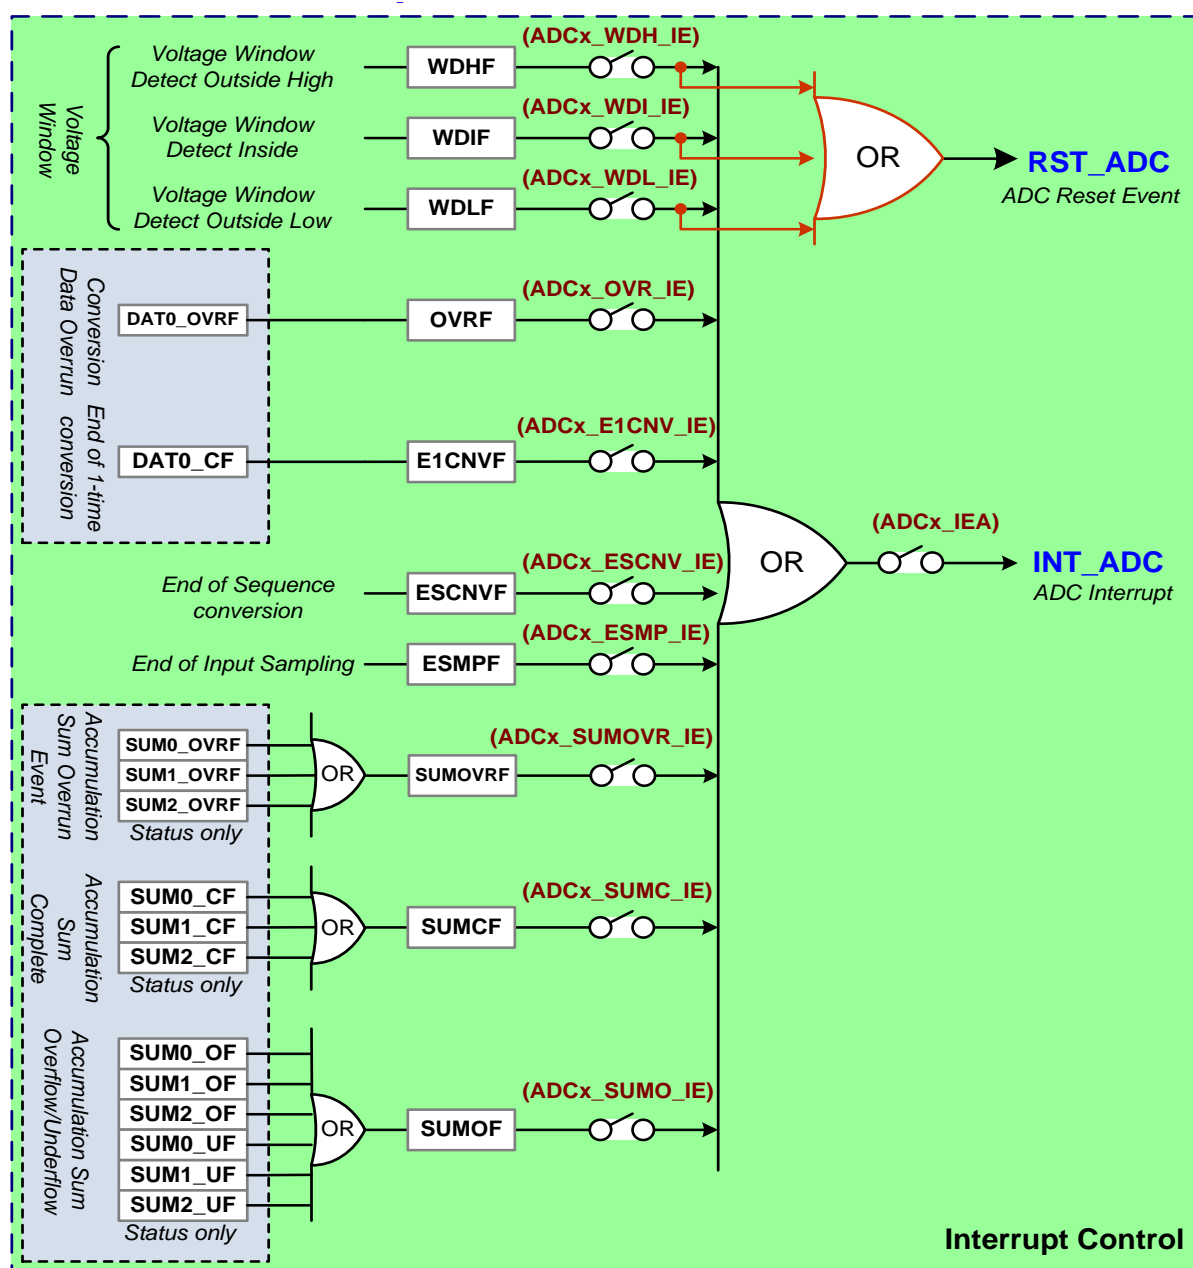 Voltage Window
Voltage Window
Detect Outside High
WDHF
(ADCx_WDH_IE)
Voltage Window
Detect Inside
WDIF
(ADCx_WDI_IE)
Voltage Window
Detect Outside Low
WDLF
(ADCx_WDL_IE)
OR
RST_ADC
ADC Reset Event
Conversion
Data Overrun
DAT0_OVRF
OVRF
(ADCx_OVR_IE)
End of 1-time
conversion
DAT0_CF
E1CNVF
(ADCx_E1CNV_IE)
End of Sequence
conversion
ESCNVF
(ADCx_ESCNV_IE)
OR
(ADCx_IEA)
INT_ADC
ADC Interrupt
End of Input Sampling
ESMPF
(ADCx_ESMP_IE)
Accumulation
Sum Overrun
Event
SUM0_OVRF
SUM1_OVRF
SUM2_OVRF
Status only
OR
SUMOVRF
(ADCx_SUMOVR_IE)
Accumulation
Sum
Complete
SUM0_CF
SUM1_CF
SUM2_CF
Status only
OR
SUMCF
(ADCx_SUMC_IE)
Accumulation Sum
Overflow/Underflow
SUM0_OF
SUM1_OF
SUM2_OF
SUM0_UF
SUM1_UF
SUM2_UF
Status only
OR
SUMOF
(ADCx_SUMO_IE)
Interrupt Control